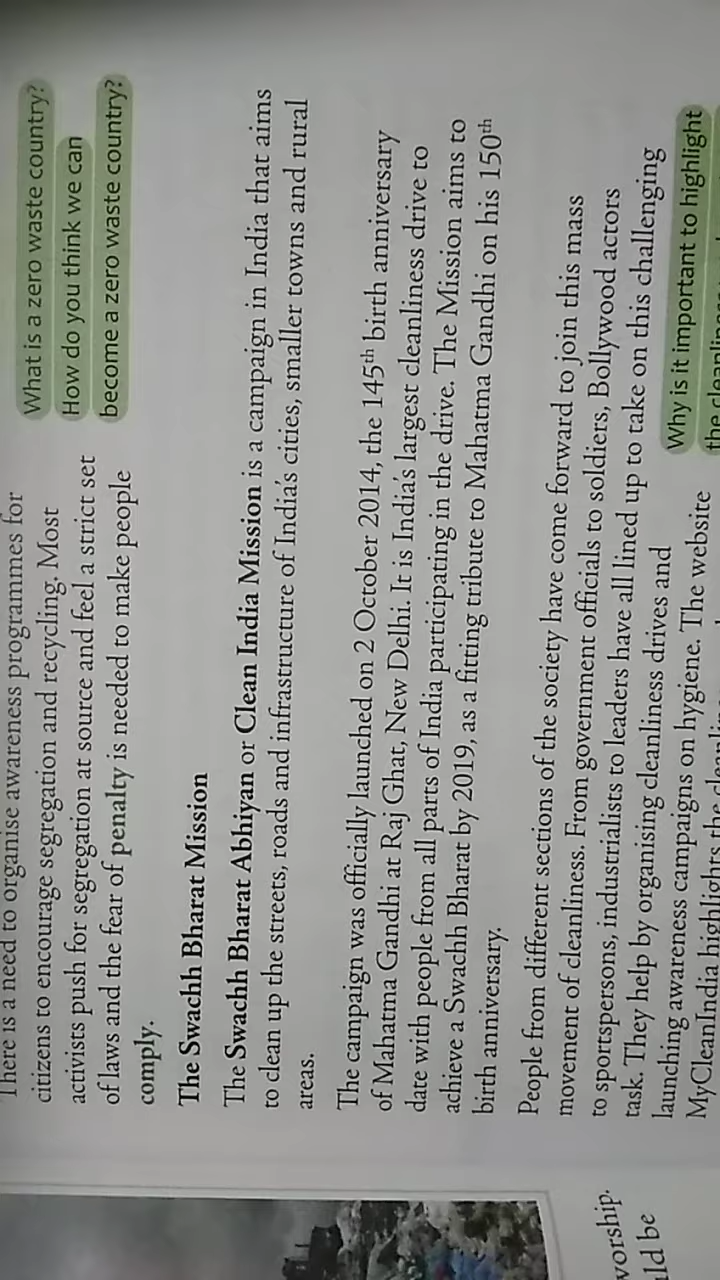 There is a need to organise awareness programmes for
citizens to encourage segregation and recycling. Most
activists push for segregation at source and feel a strict set
of laws and the fear of penalty is needed to make people
comply.
What is a zero waste country?
How do you think we can
become a zero waste country?
The Swachh Bharat Mission
The Swachh Bharat Abhiyan or Clean India Mission is a campaign in India that aims
to clean up the streets, roads and infrastructure of India's cities, smaller towns and rural
areas.
The campaign was officially launched on 2 October 2014, the 145th birth anniversary
of Mahatma Gandhi at Raj Ghat, New Delhi. It is India's largest cleanliness drive to
date with people from all parts of India participating in the drive. The Mission aims to
achieve a Swachh Bharat by 2019, as a fitting tribute to Mahatma Gandhi on his 150th
birth anniversary.
People from different sections of the society have come forward to join this mass
movement of cleanliness. From government officials to soldiers, Bollywood actors
to sportspersons, industrialists to leaders have all lined up to take on this challenging
task. They help by organising cleanliness drives and
launching awareness campaigns on hygiene. The website
MyCleanIndia highlights the
Why is it important to highlight
the
vorship.
ld be